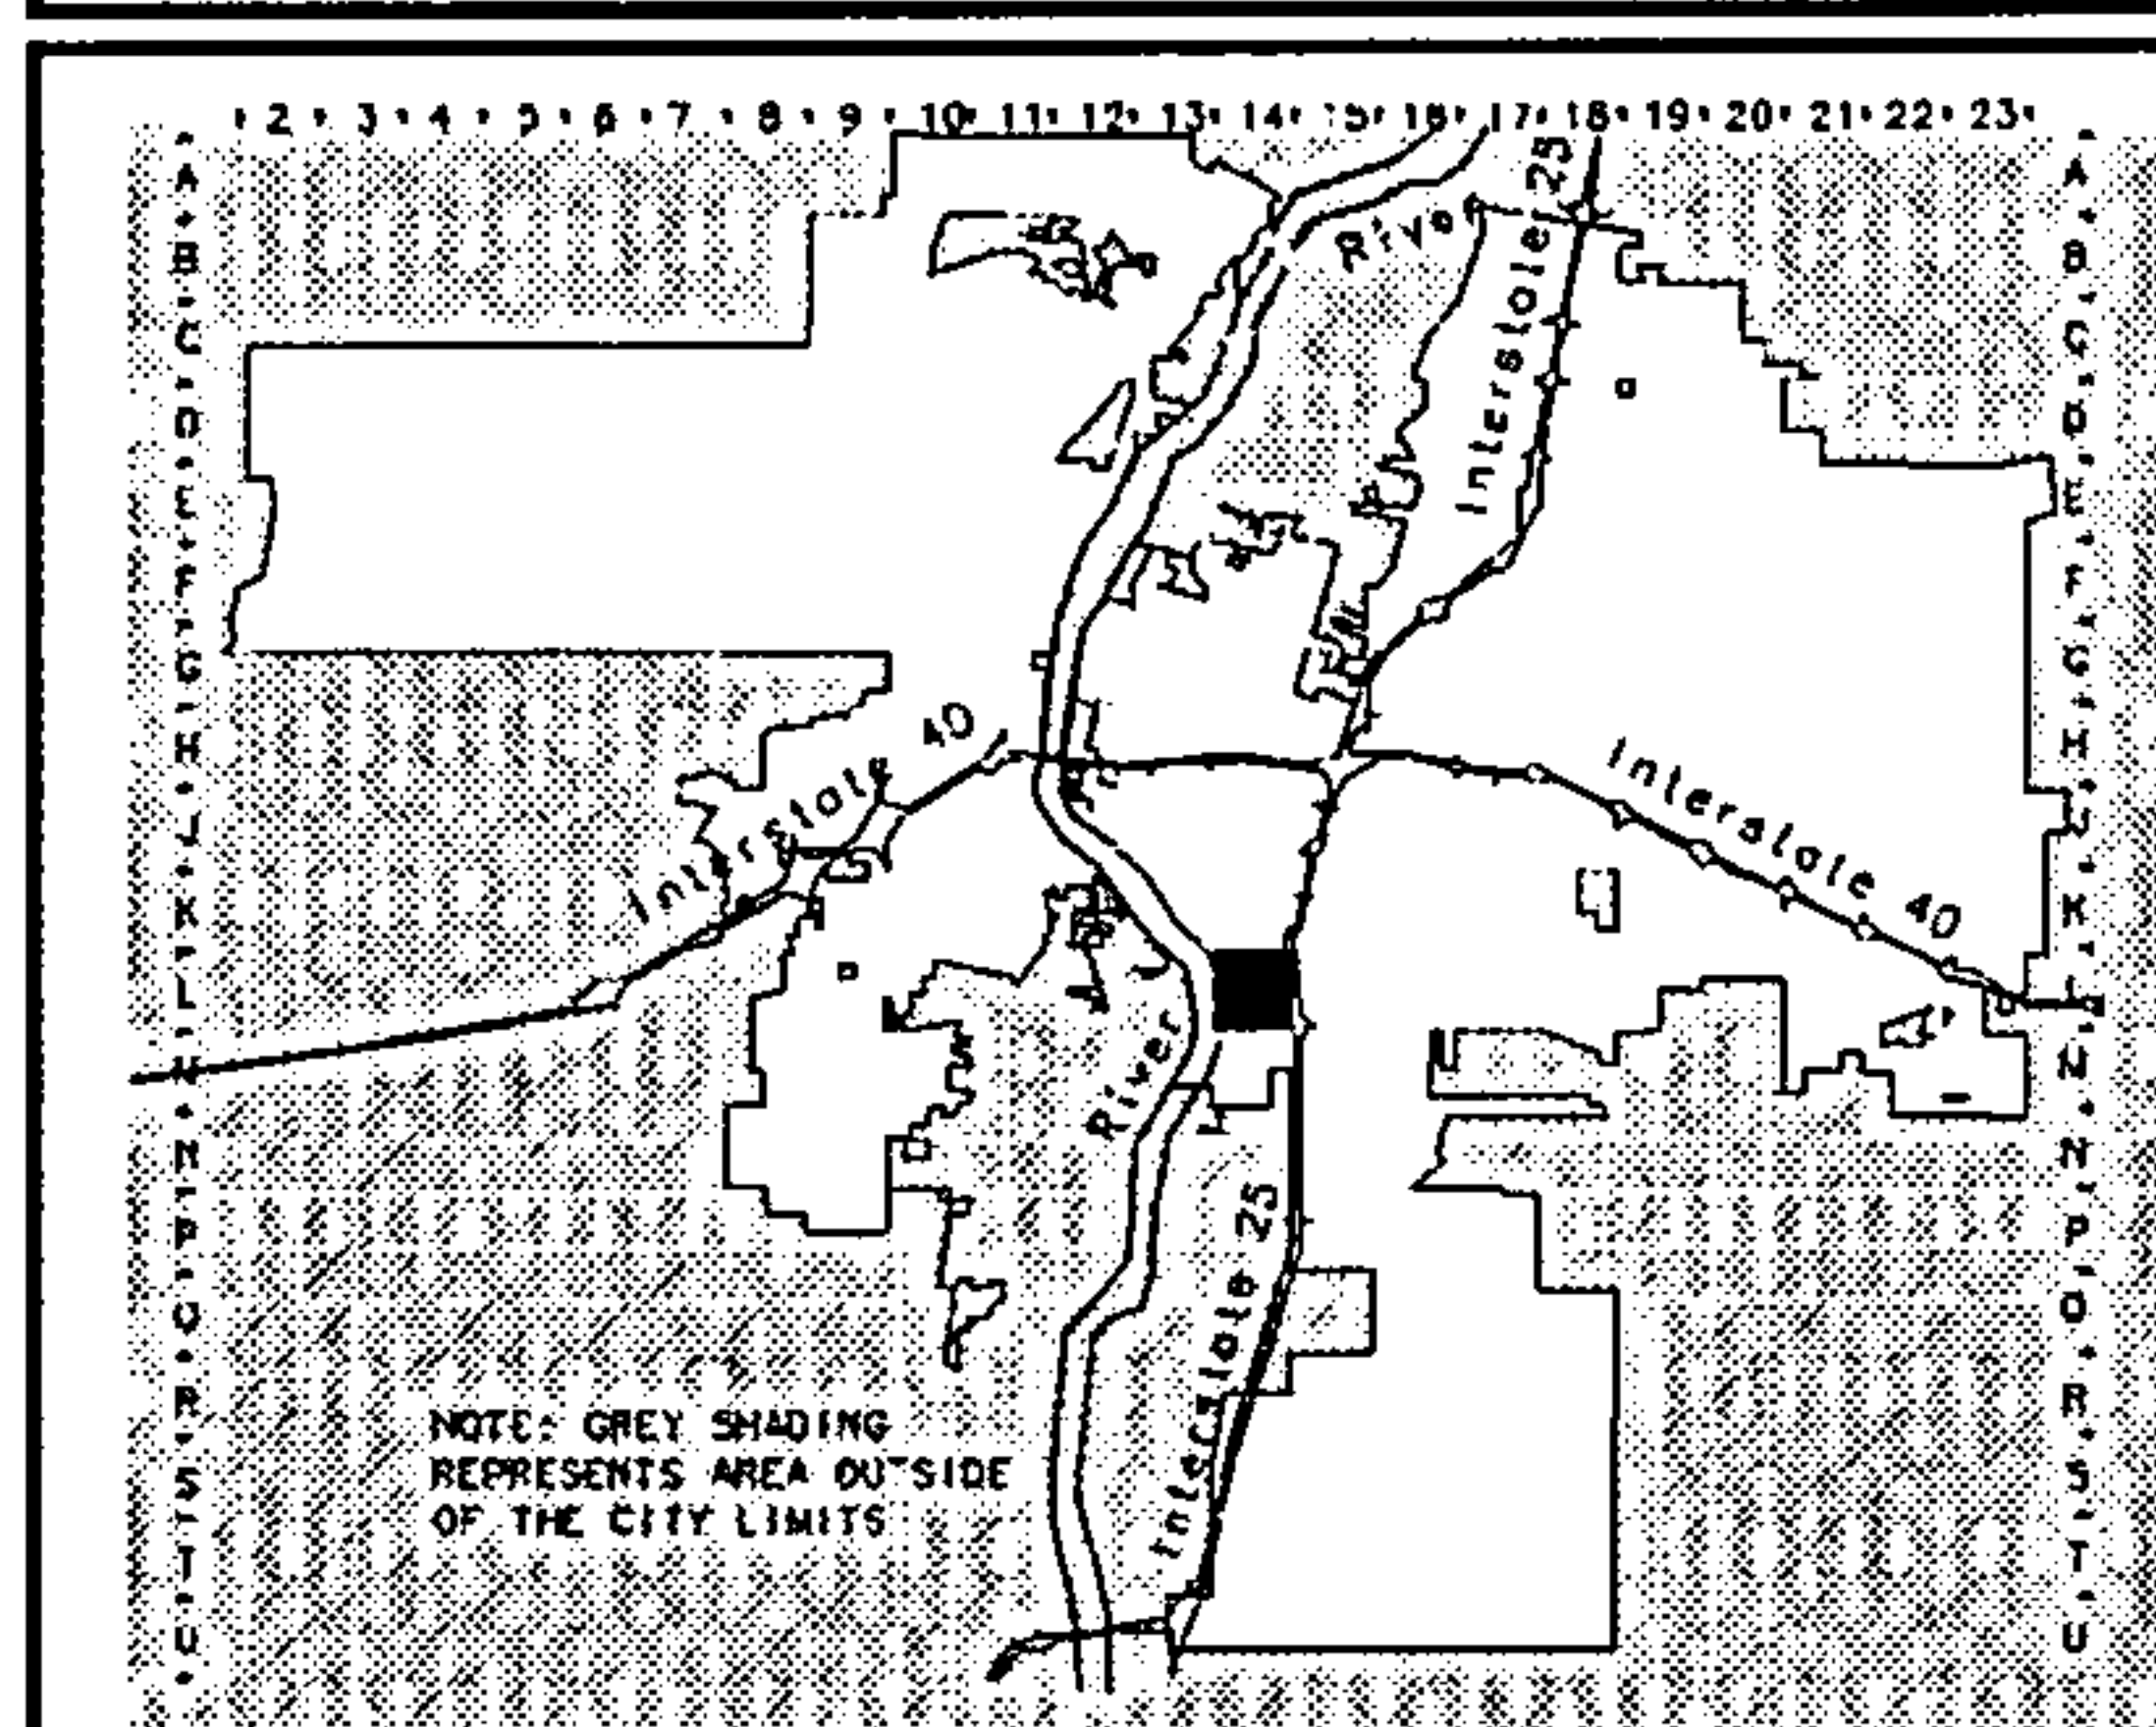 2 3 4 5 6 7 8 9 10 11 12 13 14 15 16 17 18 19 20 21 22 23
A A
B B
C C
D D
E E
F F
G G
H H
J J
K K
L L
M M
N N
P P
Q Q
R R
S S
T T
U U
River
Interstate 25
Interstate 40
Interstate 40
River
Interstate 25
NOTE: GREY SHADING
REPRESENTS AREA OUTSIDE
OF THE CITY LIMITS